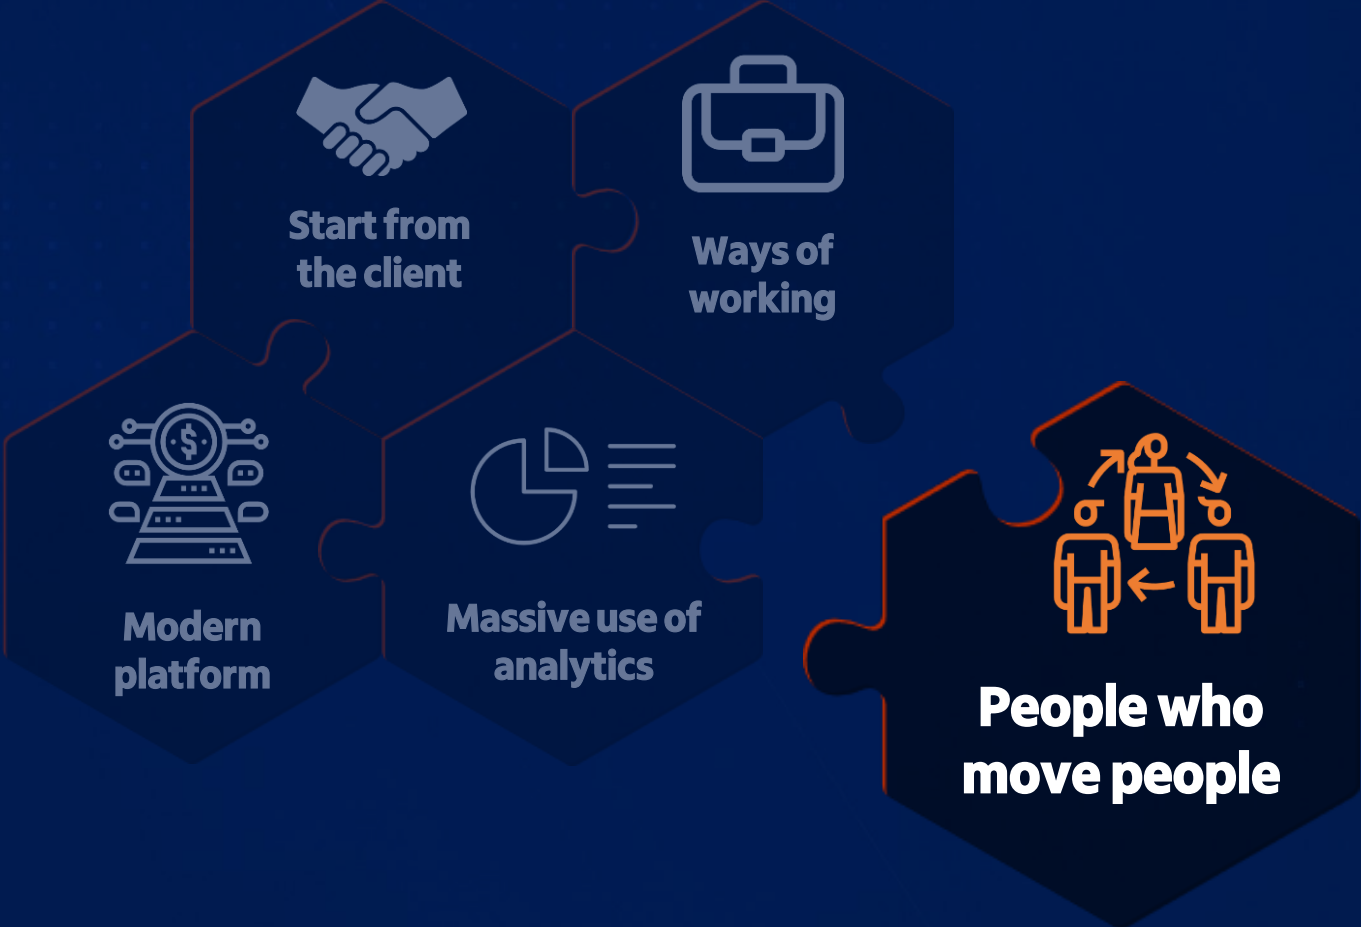 Start from
the client
Ways of
working
$
Modern
platform
Massive use of
analytics
People who
move people